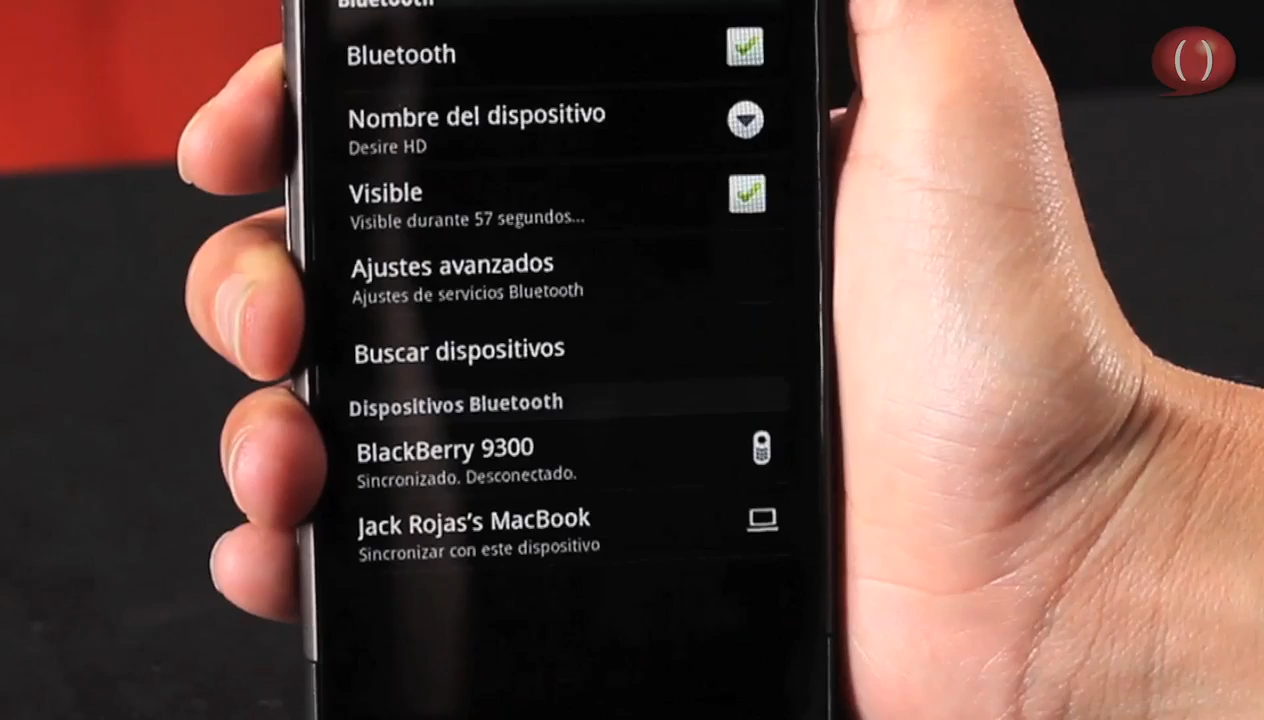 Bluetooth
Bluetooth
Nombre del dispositivo
Desire HD
Visible
Visible durante 57 segundos...
Ajustes avanzados
Ajustes de servicios Bluetooth
Buscar dispositivos
Dispositivos Bluetooth
BlackBerry 9300
Sincronizado. Desconectado.
Jack Rojas's MacBook
Sincronizar con este dispositivo